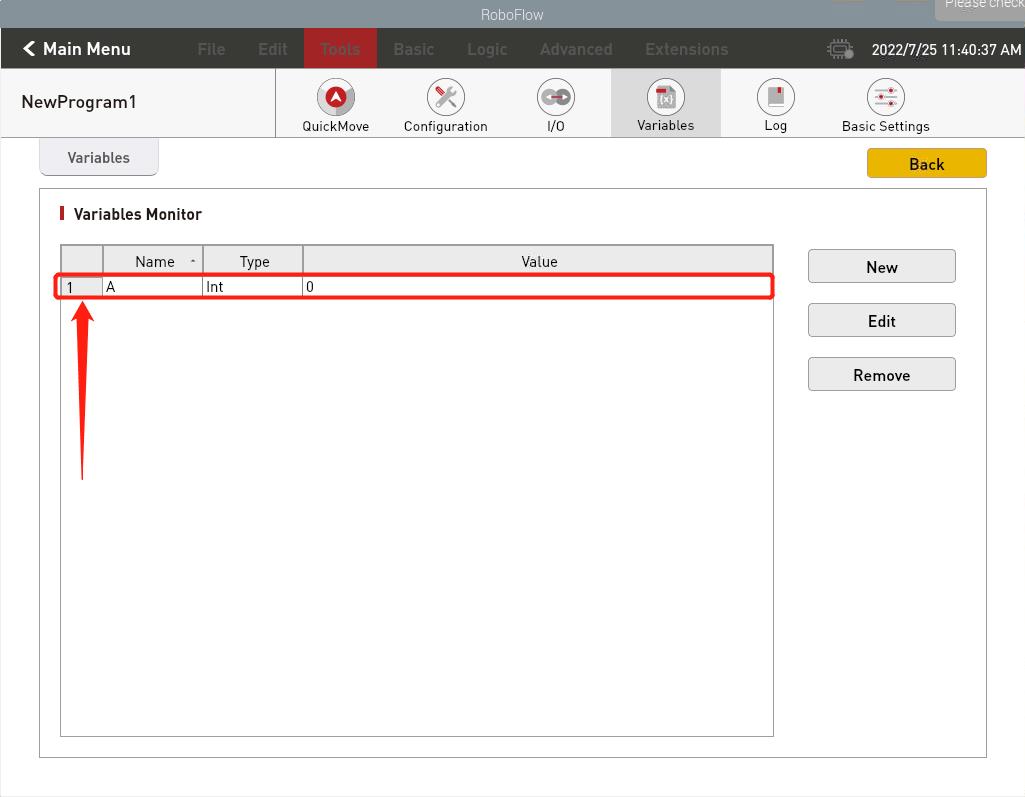 RoboFlow
Please check
Main Menu File Edit Tools Basic Logic Advanced Extensions 2022/7/25 11:40:37 AM
NewProgram1
QuickMove Configuration I/O Variables Log Basic Settings
Variables
Back
Variables Monitor
Name Type Value
1 A Int 0
New
Edit
Remove